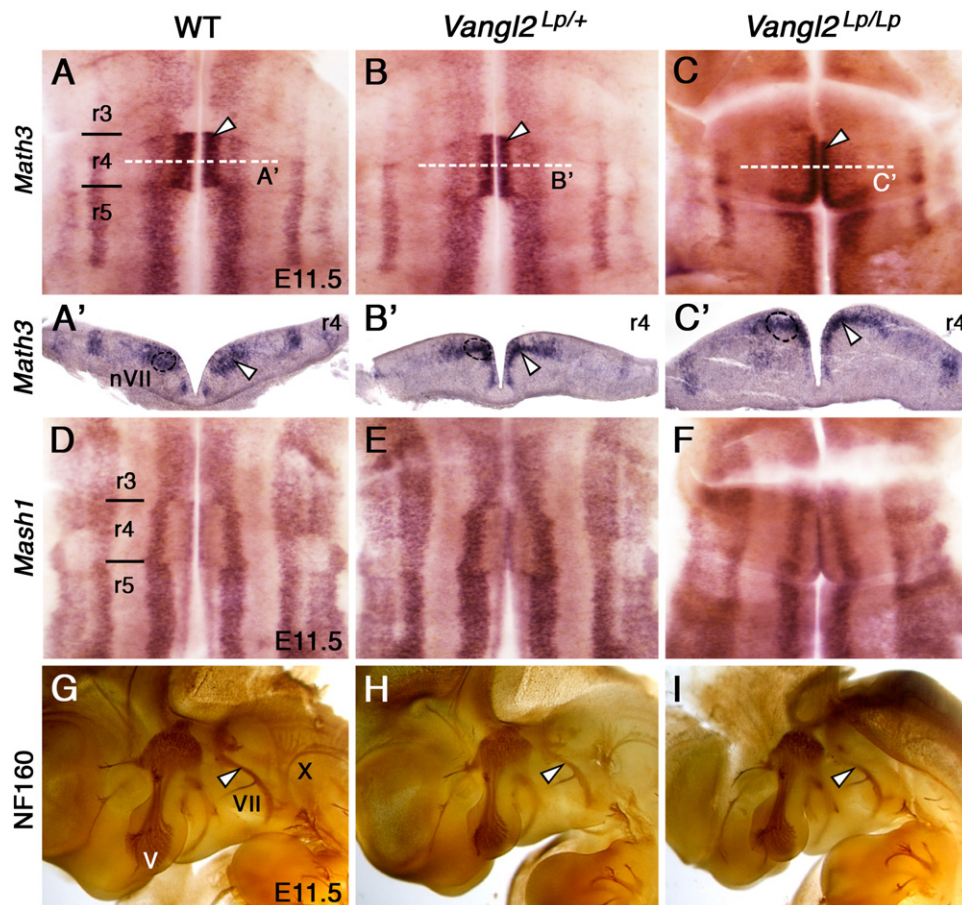 WT Vangl2 Lp/+ Vangl2 Lp/Lp
Math3
A B C
r3
r4
r5
A' B' C'
E11.5
Math3
A' r4 B' r4 C' r4
nVII
Mash1
D E F
r3
r4
r5
E11.5
NF160
G H I
X
VII
V
E11.5